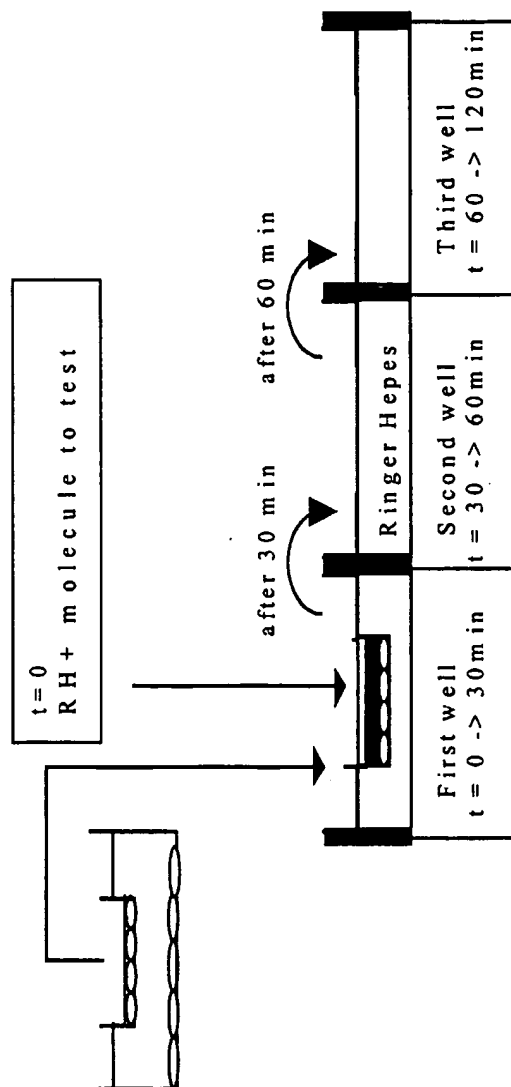 t=0
RH+ molecule to test
after 30 min
after 60 min
Ringer Hepes
First well
t = 0 -> 30min
Second well
t = 30 -> 60min
Third well
t = 60 -> 120min